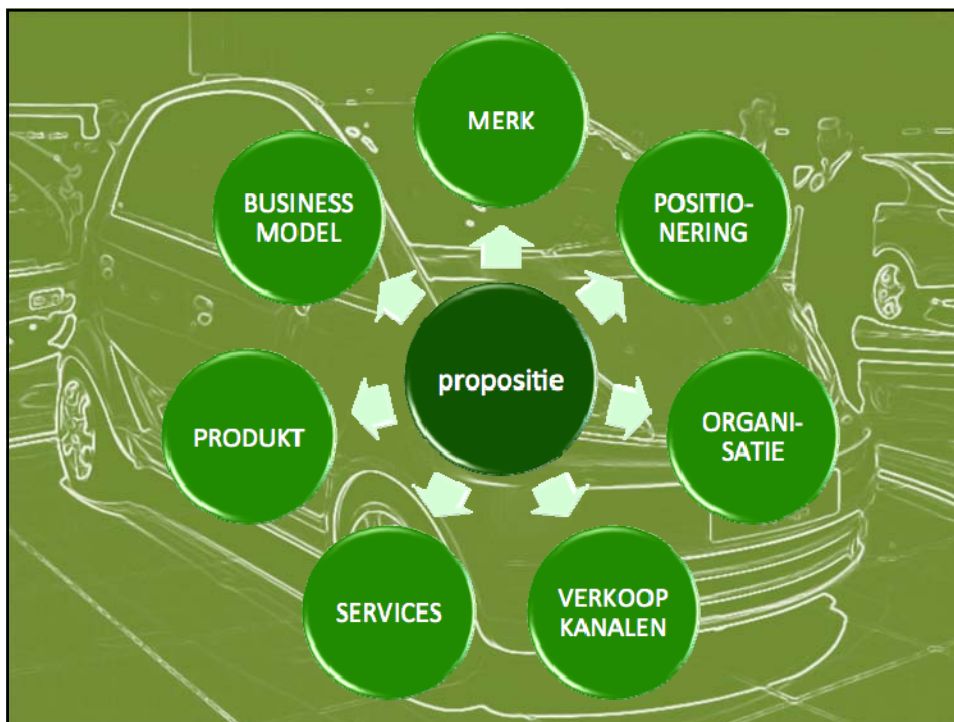 MERK
POSITIO-
NERING
ORGANI-
SATIE
VERKOOP
KANALEN
SERVICES
PRODUKT
BUSINESS
MODEL
propositie